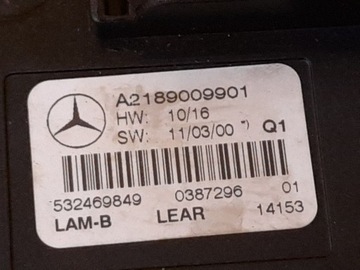 A2189009901
HW: 10/16
SW: 11/03/00 *) Q1
532469849 0387296 01
LAM-B LEAR 14153